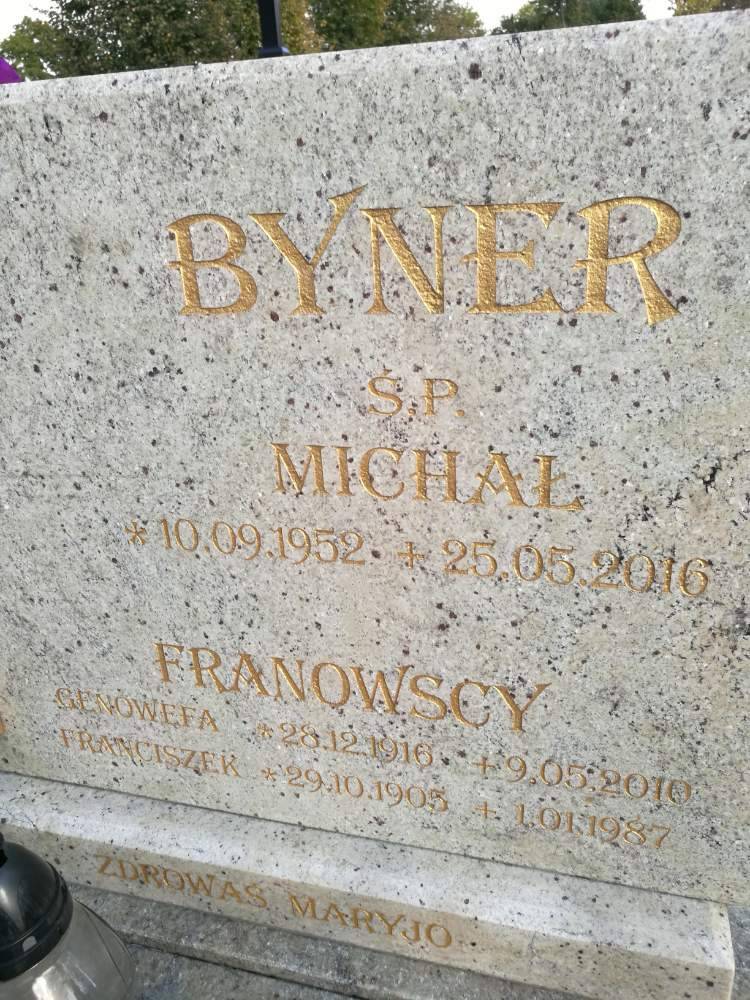 BYNER
Ś.P.
MICHAŁ
* 10.09.1952 + 25.05.2016
FRANOWSCY
GENOWEFA * 28.12.1916 + 9.05.2010
FRANCISZEK * 29.10.1905 + 1.01.1987
ZDROWAŚ MARYJO